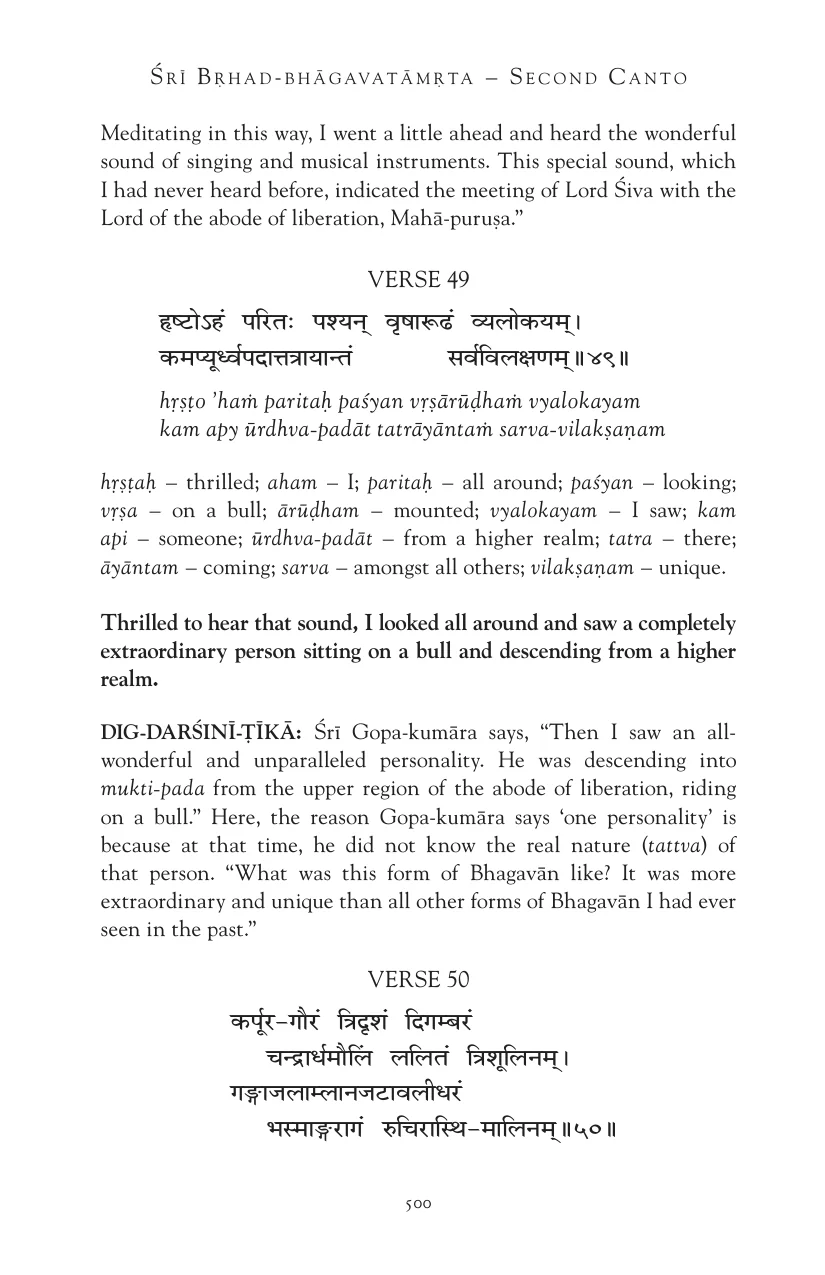 Śrī Bṛhad-bhāgavatāmṛta – Second Canto
Meditating in this way, I went a little ahead and heard the wonderful
sound of singing and musical instruments. This special sound, which
I had never heard before, indicated the meeting of Lord Śiva with the
Lord of the abode of liberation, Mahā-puruṣa.”
VERSE 49
हृष्टोऽहं परितः पश्यन् वृषारूढं व्यलोकयम्।
कमप्यूर्ध्वपदात्तत्रायान्तं सर्वविलक्षणम्॥४९॥
hṛṣṭo ’haṁ paritaḥ paśyan vṛṣārūḍhaṁ vyalokayam
kam apy ūrdhva-padāt tatrāyāntaṁ sarva-vilakṣaṇam
hṛṣṭaḥ – thrilled; aham – I; paritaḥ – all around; paśyan – looking;
vṛṣa – on a bull; ārūḍham – mounted; vyalokayam – I saw; kam
api – someone; ūrdhva-padāt – from a higher realm; tatra – there;
āyāntam – coming; sarva – amongst all others; vilakṣaṇam – unique.
Thrilled to hear that sound, I looked all around and saw a completely
extraordinary person sitting on a bull and descending from a higher
realm.
DIG-DARŚINĪ-ṬĪKĀ: Śrī Gopa-kumāra says, “Then I saw an all-
wonderful and unparalleled personality. He was descending into
mukti-pada from the upper region of the abode of liberation, riding
on a bull.” Here, the reason Gopa-kumāra says ‘one personality’ is
because at that time, he did not know the real nature (tattva) of
that person. “What was this form of Bhagavān like? It was more
extraordinary and unique than all other forms of Bhagavān I had ever
seen in the past.”
VERSE 50
कर्पूर-गौरं त्रिदृशं दिगम्बरं
चन्द्रार्धमौलिं ललितं त्रिशूलिनम्।
गङ्गाजलाम्लानजटावलीधरं
भस्माङ्गरागं रुचिरास्थि-मालिनम्॥५०॥
500